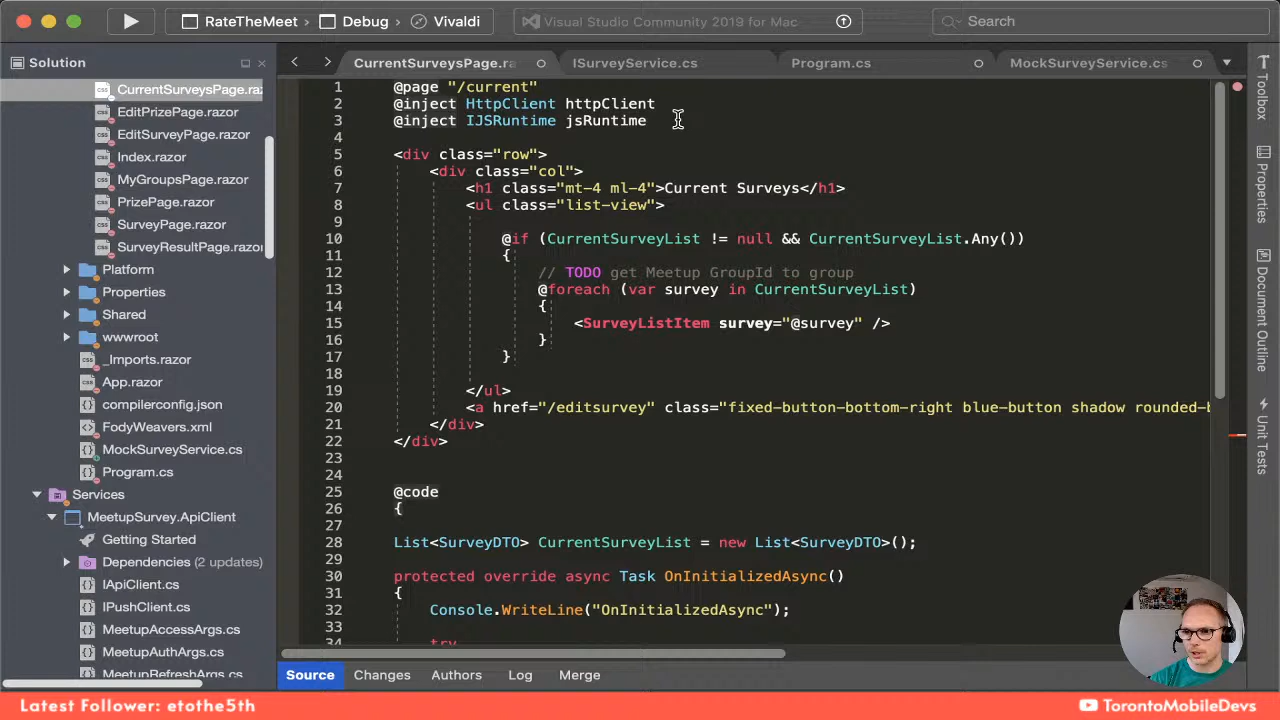 RateTheMeet
Debug
Vivaldi
Visual Studio Community 2019 for Mac
Search
Solution
CurrentSurveysPage.ra
ISurveyService.cs
Program.cs
MockSurveyService.cs
CurrentSurveysPage.raz
EditPrizePage.razor
EditSurveyPage.razor
Index.razor
MyGroupsPage.razor
PrizePage.razor
SurveyPage.razor
SurveyResultPage.razor
Platform
Properties
Shared
wwwroot
_Imports.razor
App.razor
compilerconfig.json
FodyWeavers.xml
MockSurveyService.cs
Program.cs
Services
MeetupSurvey.ApiClient
Getting Started
Dependencies (2 updates)
IApiClient.cs
IPushClient.cs
MeetupAccessArgs.cs
MeetupAuthArgs.cs
MeetupRefreshArgs.cs
1 @page "/current"
2 @inject HttpClient httpClient
3 @inject IJSRuntime jsRuntime
4
5 <div class="row">
6 <div class="col">
7 <h1 class="mt-4 ml-4">Current Surveys</h1>
8 <ul class="list-view">
9
10 @if (CurrentSurveyList != null && CurrentSurveyList.Any())
11 {
12 // TODO get Meetup GroupId to group
13 @foreach (var survey in CurrentSurveyList)
14 {
15 <SurveyListItem survey="@survey" />
16 }
17 }
18
19 </ul>
20 <a href="/editsurvey" class="fixed-button-bottom-right blue-button shadow rounded-b
21 </div>
22 </div>
23
24
25 @code
26 {
27
28 List<SurveyDTO> CurrentSurveyList = new List<SurveyDTO>();
29
30 protected override async Task OnInitializedAsync()
31 {
32 Console.WriteLine("OnInitializedAsync");
33
34 try
Toolbox
Properties
Document Outline
Unit Tests
Source
Changes
Authors
Log
Merge
Latest Follower: etothe5th
TorontoMobileDevs